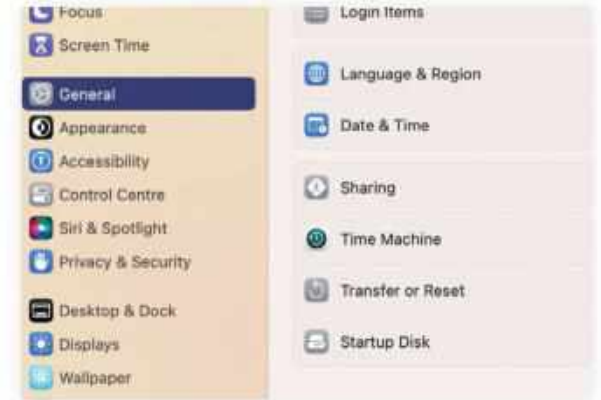 Focus
Screen Time
General
Appearance
Accessibility
Control Centre
Siri & Spotlight
Privacy & Security
Desktop & Dock
Displays
Wallpaper
Login Items
Language & Region
Date & Time
Sharing
Time Machine
Transfer or Reset
Startup Disk